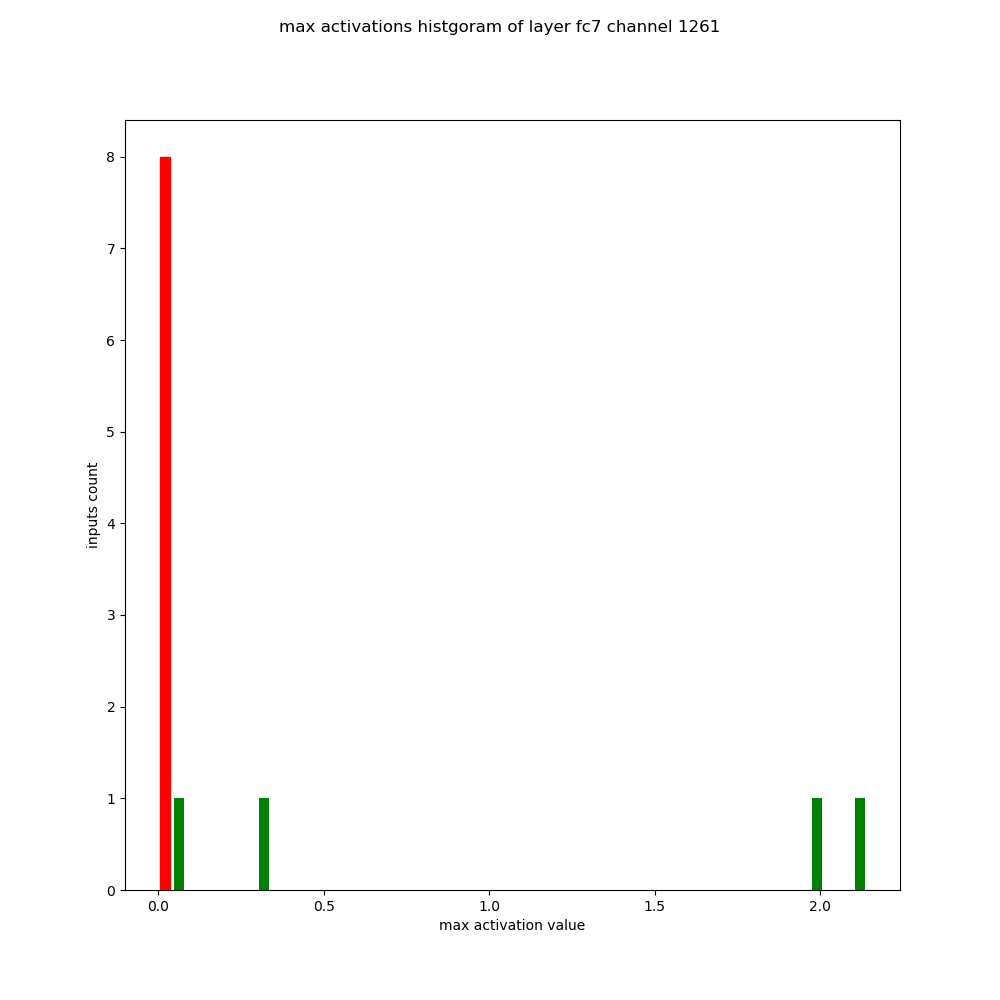 max activations histgoram of layer fc7 channel 1261
8
7
6
5
4
3
2
1
0
inputs count
0.0 0.5 1.0 1.5 2.0
max activation value